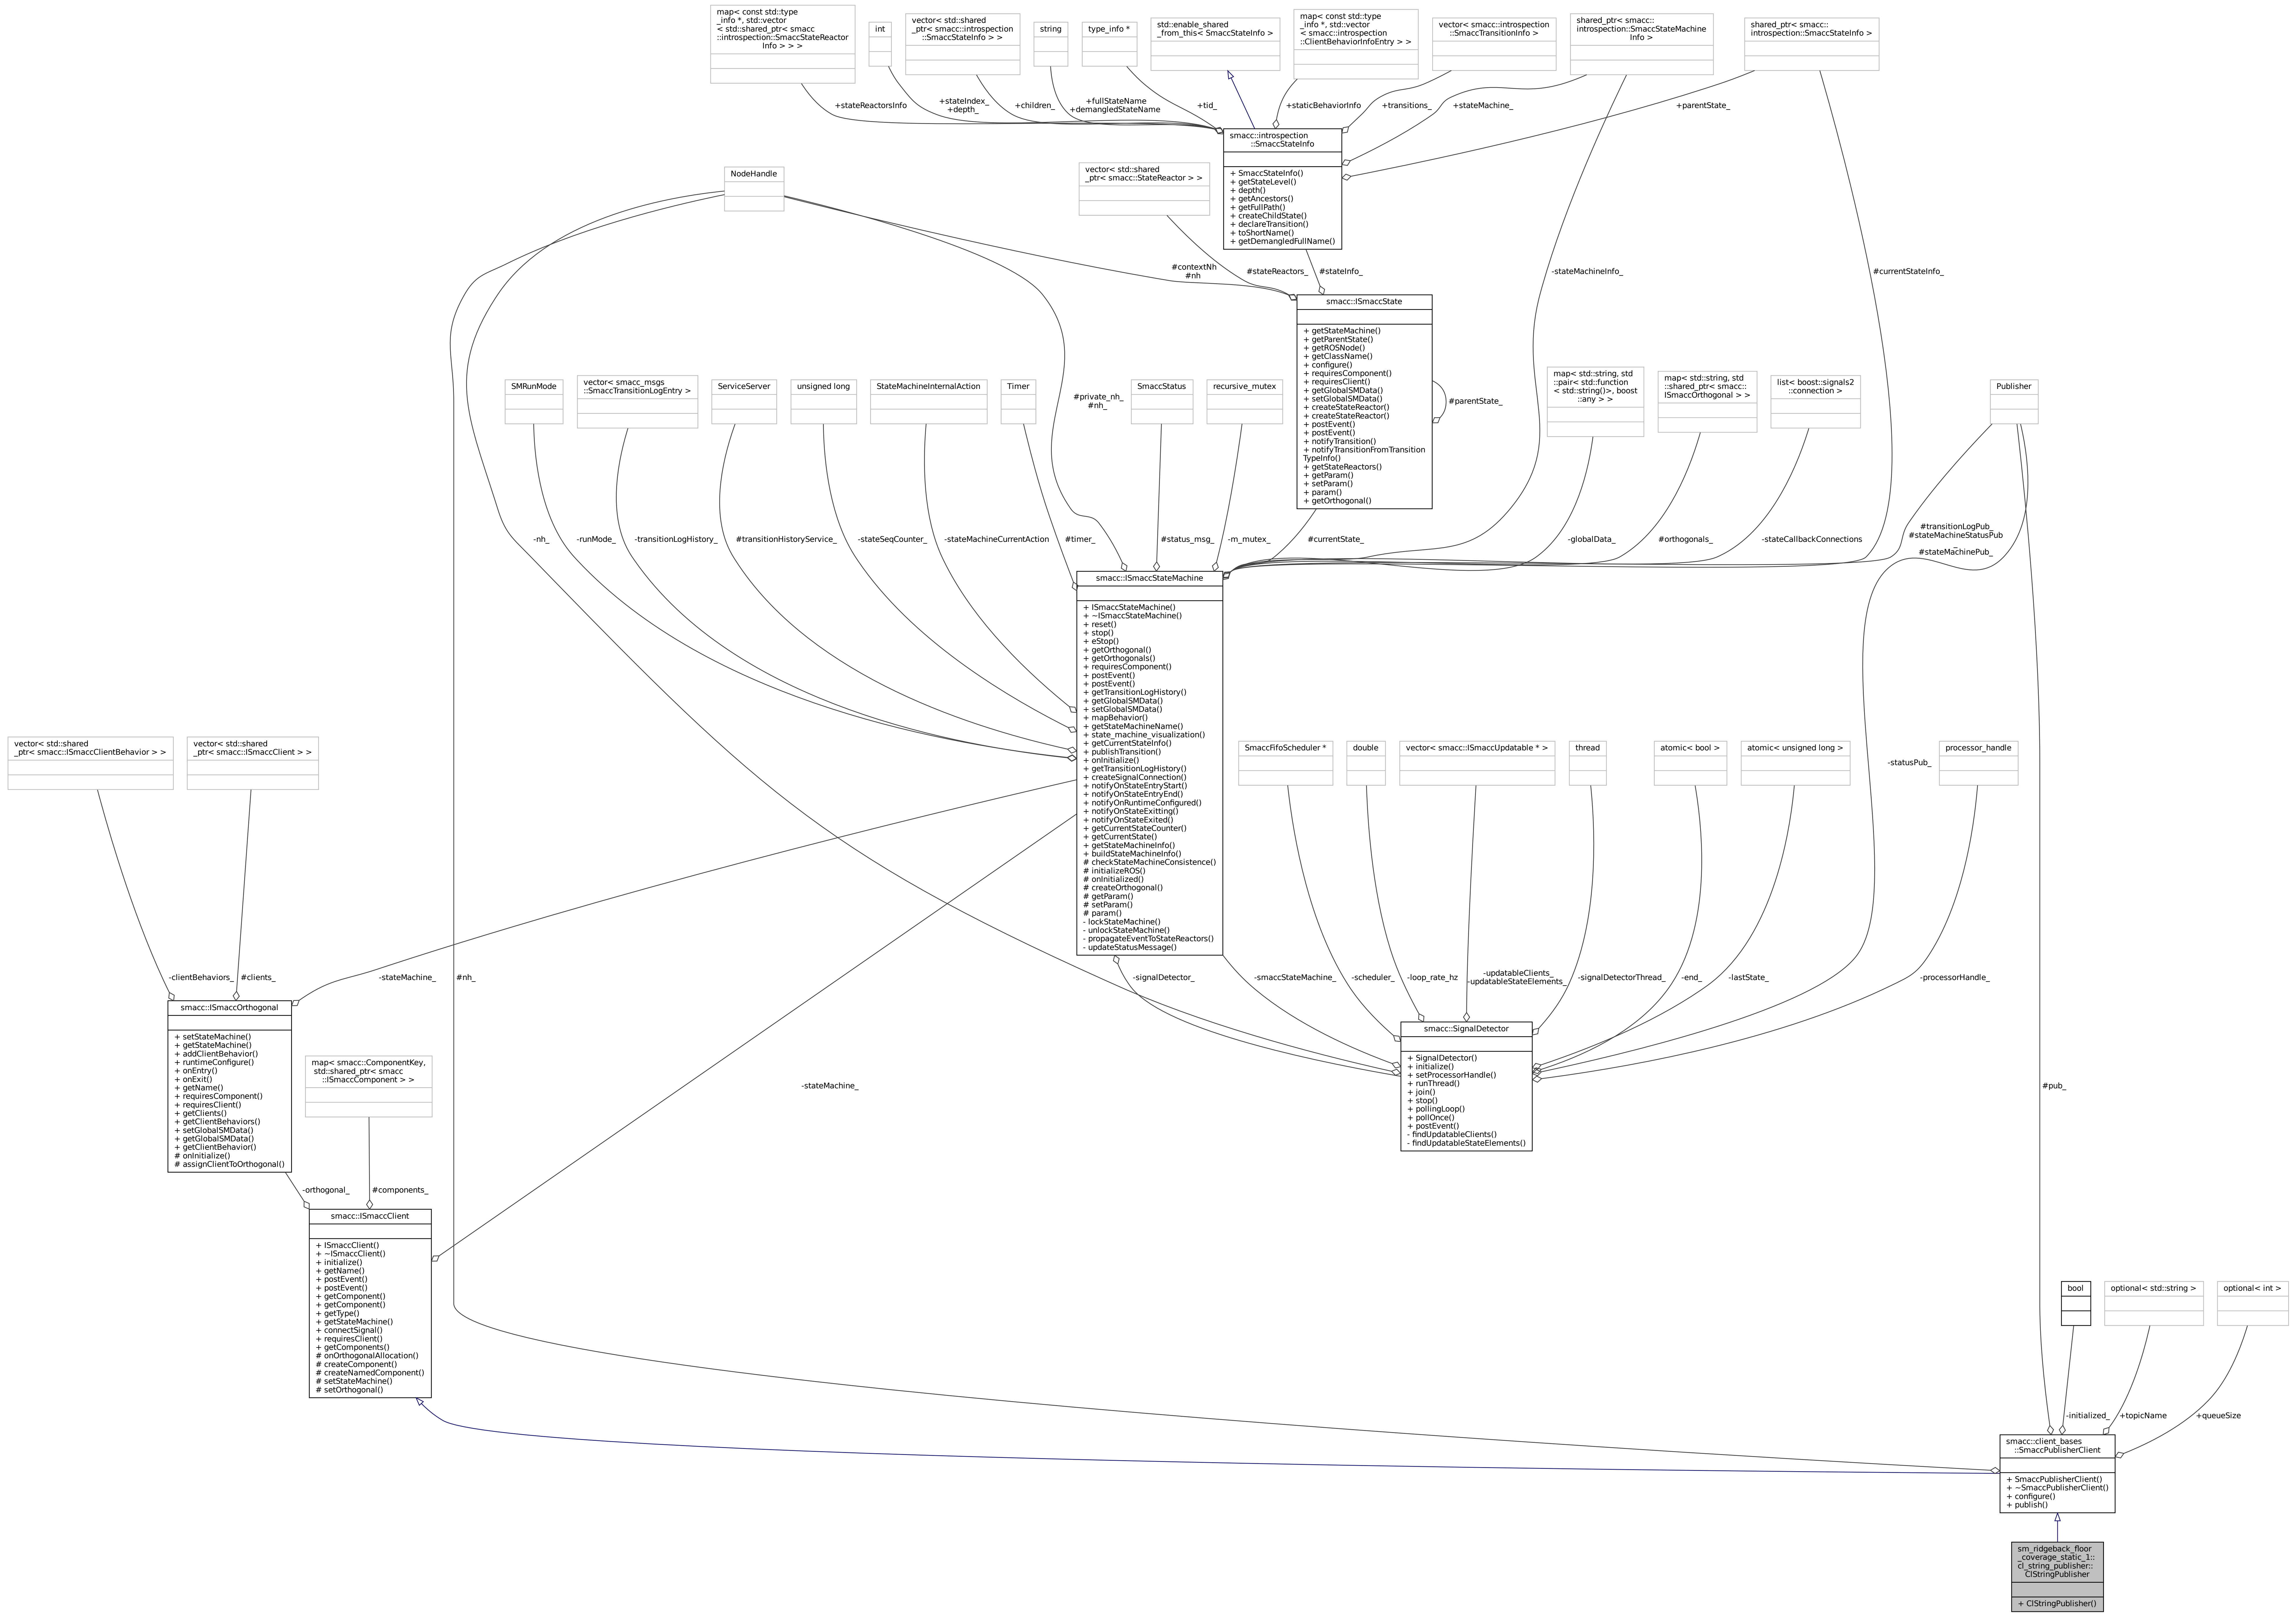 map< const std::type
_info *, std::vector
< std::shared_ptr< smacc
::introspection::SmaccStateReactor
Info > > >
int
vector< std::shared
_ptr< smacc::introspection
::SmaccStateInfo > >
string
type_info *
std::enable_shared
_from_this< SmaccStateInfo >
map< const std::type
_info *, std::vector
< smacc::introspection
::ClientBehaviorInfoEntry > >
vector< smacc::introspection
::SmaccTransitionInfo >
shared_ptr< smacc::
introspection::SmaccStateMachine
Info >
shared_ptr< smacc::
introspection::SmaccStateInfo >
+stateReactorsInfo
+stateIndex_
+depth_
+children_
+fullStateName
+demangledStateName
+tid_
+staticBehaviorInfo
+transitions_
+stateMachine_
+parentState_
smacc::introspection
::SmaccStateInfo
+ SmaccStateInfo()
+ getStateLevel()
+ depth()
+ getAncestors()
+ getFullPath()
+ createChildState()
+ declareTransition()
+ toShortName()
+ getDemangledFullName()
NodeHandle
vector< std::shared
_ptr< smacc::StateReactor > >
#contextNh
#nh
#stateReactors_
#stateInfo_
-stateMachineInfo_
#currentStateInfo_
smacc::ISmaccState
+ getStateMachine()
+ getParentState()
+ getROSNode()
+ getClassName()
+ configure()
+ requiresComponent()
+ requiresClient()
+ getGlobalSMData()
+ setGlobalSMData()
+ createStateReactor()
+ createStateReactor()
+ postEvent()
+ postEvent()
+ notifyTransition()
+ notifyTransitionFromTransition
TypeInfo()
+ getStateReactors()
+ getParam()
+ setParam()
+ param()
+ getOrthogonal()
#parentState_
SMRunMode
vector< smacc_msgs
::SmaccTransitionLogEntry >
ServiceServer
unsigned long
StateMachineInternalAction
Timer
#private_nh_
#nh_
SmaccStatus
recursive_mutex
map< std::string, std
::pair< std::function
< std::string()>, boost
::any > >
map< std::string, std
::shared_ptr< smacc::
ISmaccOrthogonal > >
list< boost::signals2
::connection >
Publisher
-nh_
-runMode_
-transitionLogHistory_
#transitionHistoryService_
-stateSeqCounter_
-stateMachineCurrentAction
#timer_
#status_msg_
-m_mutex_
#currentState_
-globalData_
#orthogonals_
-stateCallbackConnections
#transitionLogPub_
#stateMachineStatusPub
_
#stateMachinePub_
smacc::ISmaccStateMachine
+ ISmaccStateMachine()
+ ~ISmaccStateMachine()
+ reset()
+ stop()
+ eStop()
+ getOrthogonal()
+ getOrthogonals()
+ requiresComponent()
+ postEvent()
+ postEvent()
+ getTransitionLogHistory()
+ getGlobalSMData()
+ setGlobalSMData()
+ mapBehavior()
+ getStateMachineName()
+ state_machine_visualization()
+ getCurrentStateInfo()
+ publishTransition()
+ onInitialize()
+ getTransitionLogHistory()
+ createSignalConnection()
+ notifyOnStateEntryStart()
+ notifyOnStateEntryEnd()
+ notifyOnRuntimeConfigured()
+ notifyOnStateExitting()
+ notifyOnStateExited()
+ getCurrentStateCounter()
+ getCurrentState()
+ getStateMachineInfo()
+ buildStateMachineInfo()
# checkStateMachineConsistence()
# initializeROS()
# onInitialized()
# createOrthogonal()
# getParam()
# setParam()
# param()
- lockStateMachine()
- unlockStateMachine()
- propagateEventToStateReactors()
- updateStatusMessage()
vector< std::shared
_ptr< smacc::ISmaccClientBehavior > >
vector< std::shared
_ptr< smacc::ISmaccClient > >
SmaccFifoScheduler *
double
vector< smacc::ISmaccUpdatable * >
thread
atomic< bool >
atomic< unsigned long >
-statusPub_
processor_handle
-clientBehaviors_
#clients_
-stateMachine_
#nh_
-signalDetector_
-smaccStateMachine_
-scheduler_
-loop_rate_hz
-updatableClients_
-updatableStateElements_
-signalDetectorThread_
-end_
-lastState_
-processorHandle_
smacc::ISmaccOrthogonal
+ setStateMachine()
+ getStateMachine()
+ addClientBehavior()
+ runtimeConfigure()
+ onEntry()
+ onExit()
+ getName()
+ requiresComponent()
+ requiresClient()
+ getClients()
+ getClientBehaviors()
+ setGlobalSMData()
+ getGlobalSMData()
+ getClientBehavior()
# onInitialize()
# assignClientToOrthogonal()
map< smacc::ComponentKey,
std::shared_ptr< smacc
::ISmaccComponent > >
-stateMachine_
smacc::SignalDetector
+ SignalDetector()
+ initialize()
+ setProcessorHandle()
+ runThread()
+ join()
+ stop()
+ pollingLoop()
+ pollOnce()
+ postEvent()
- findUpdatableClients()
- findUpdatableStateElements()
#pub_
-orthogonal_
#components_
smacc::ISmaccClient
+ ISmaccClient()
+ ~ISmaccClient()
+ initialize()
+ getName()
+ postEvent()
+ postEvent()
+ getComponent()
+ getComponent()
+ getType()
+ getStateMachine()
+ connectSignal()
+ requiresClient()
+ getComponents()
# onOrthogonalAllocation()
# createComponent()
# createNamedComponent()
# setStateMachine()
# setOrthogonal()
bool
optional< std::string >
optional< int >
-initialized_
+topicName
+queueSize
smacc::client_bases
::SmaccPublisherClient
+ SmaccPublisherClient()
+ ~SmaccPublisherClient()
+ configure()
+ publish()
sm_ridgeback_floor
_coverage_static_1::
cl_string_publisher::
ClStringPublisher
+ ClStringPublisher()